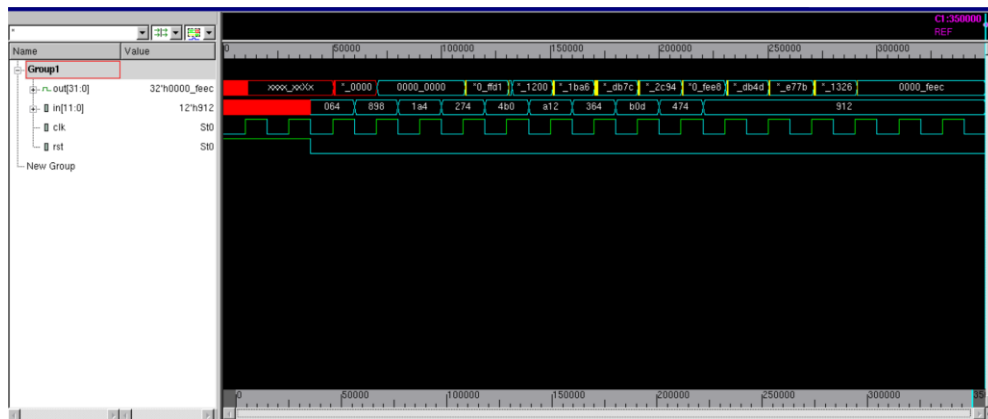 C1:350000
REF
*
Name Value
0 50000 100000 150000 200000 250000 300000
Group1
out[31:0] 32'h0000_feec xxxx_xxXx *_0000 0000_0000 *0_ffd1 *_1200 *_1ba6 *_db7c *_2c94 *0_fee8 *_db4d *_e77b *_1326 0000_feec
in[11:0] 12'h912 064 898 1a4 274 4b0 a12 364 b0d 474 912
clk St0
rst St0
New Group
0 50000 100000 150000 200000 250000 300000 35